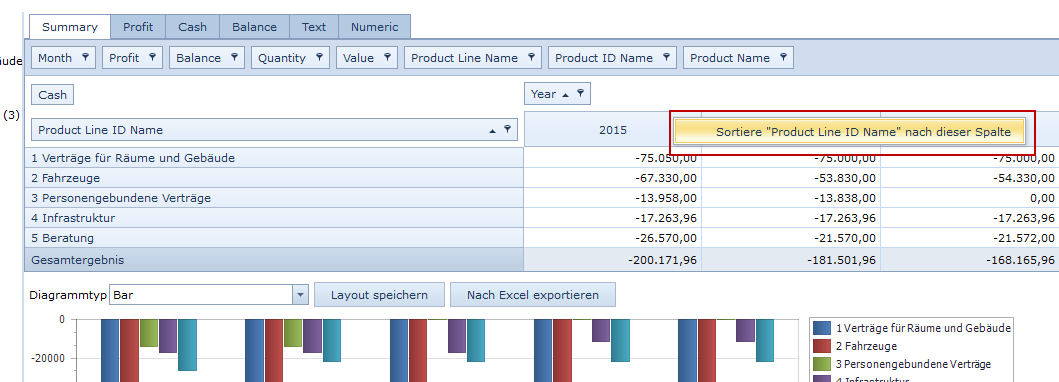 Summary Profit Cash Balance Text Numeric
Month Profit Balance Quantity Value Product Line Name Product ID Name Product Name
äude
Cash Year
(3)
Product Line ID Name 2015 Sortiere "Product Line ID Name" nach dieser Spalte
1 Verträge für Räume und Gebäude -75.050,00 -75.000,00 -75.000,00
2 Fahrzeuge -67.330,00 -53.830,00 -54.330,00
3 Personengebundene Verträge -13.958,00 -13.838,00 0,00
4 Infrastruktur -17.263,96 -17.263,96 -17.263,96
5 Beratung -26.570,00 -21.570,00 -21.572,00
Gesamtergebnis -200.171,96 -181.501,96 -168.165,96
Diagrammtyp Bar Layout speichern Nach Excel exportieren
0
-20000
1 Verträge für Räume und Gebäude
2 Fahrzeuge
3 Personengebundene Verträge
4 Infrastruktur